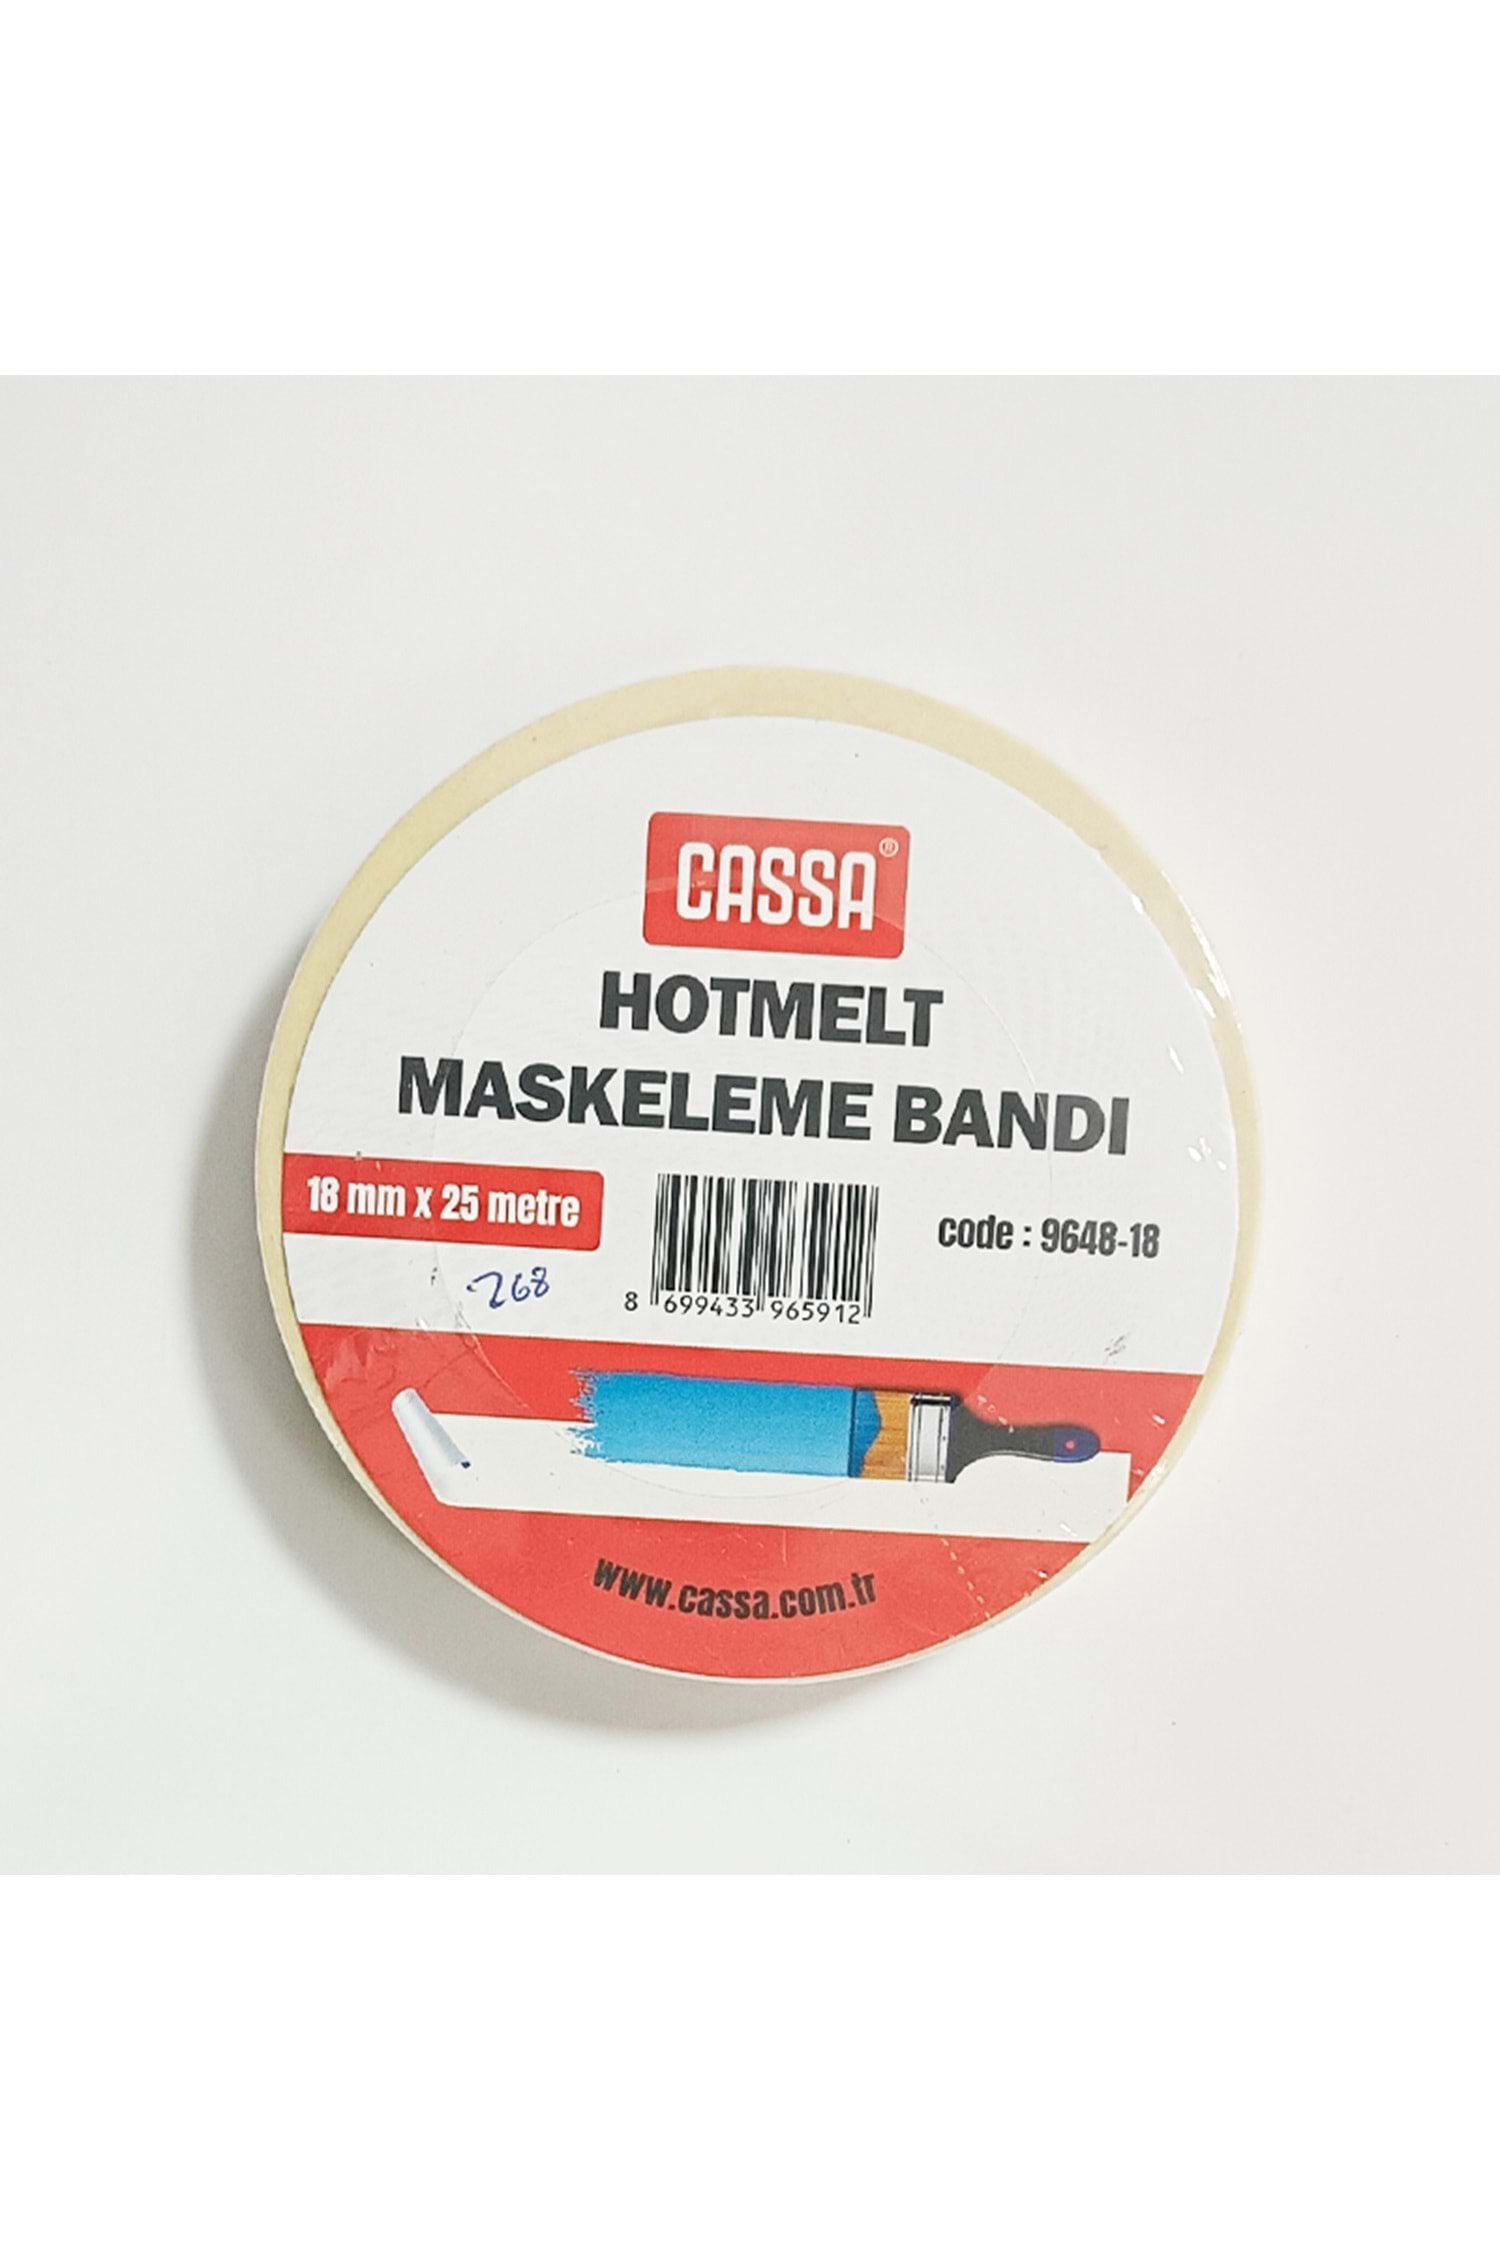 CASSA®
HOTMELT
MASKELEME BANDI
18 mm x 25 metre
code : 9648-18
268
8 699433 965912
www.cassa.com.tr